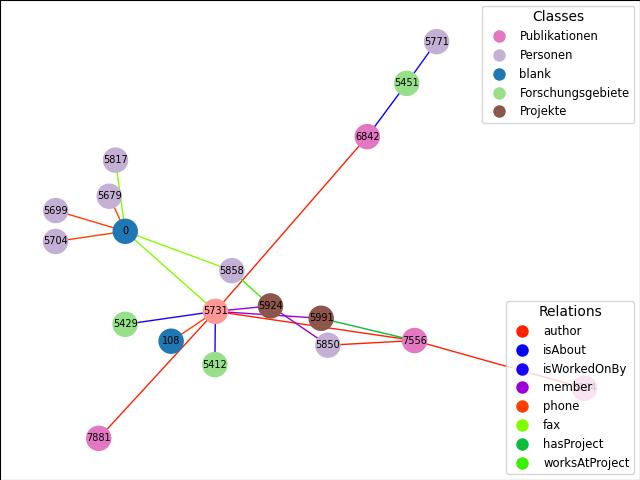 Classes
Publikationen
Personen
blank
Forschungsgebiete
Projekte
5771
5451
6842
5817
5679
5699
5704
0
5858
5924
5731
5991
5429
108
5850
7556
5412
7881
Relations
author
isAbout
isWorkedOnBy
member
phone
fax
hasProject
worksAtProject